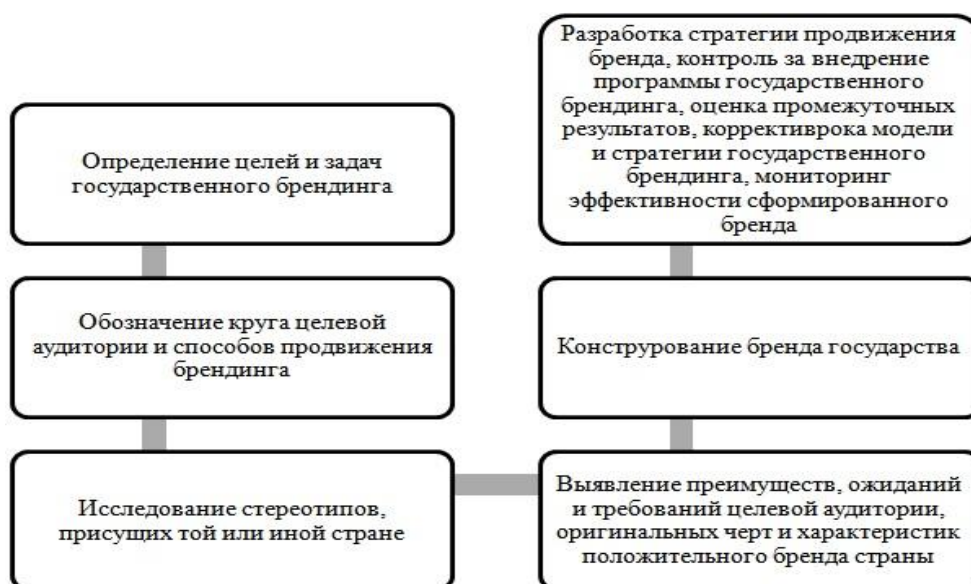 Определение целей и задач
государственного брендинга
Обозначение круга целевой
аудитории и способов продвижения
брендинга
Исследование стереотипов,
присущих той или иной стране
Выявление преимуществ, ожиданий
и требований целевой аудитории,
оригинальных черт и характеристик
положительного бренда страны
Конструрование бренда государства
Разработка стратегии продвижения
бренда, контроль за внедрение
программы государственного
брендинга, оценка промежуточных
результатов, коррективрока модели
и стратегии государственного
брендинга, мониторинг
эффективности сформированного
бренда